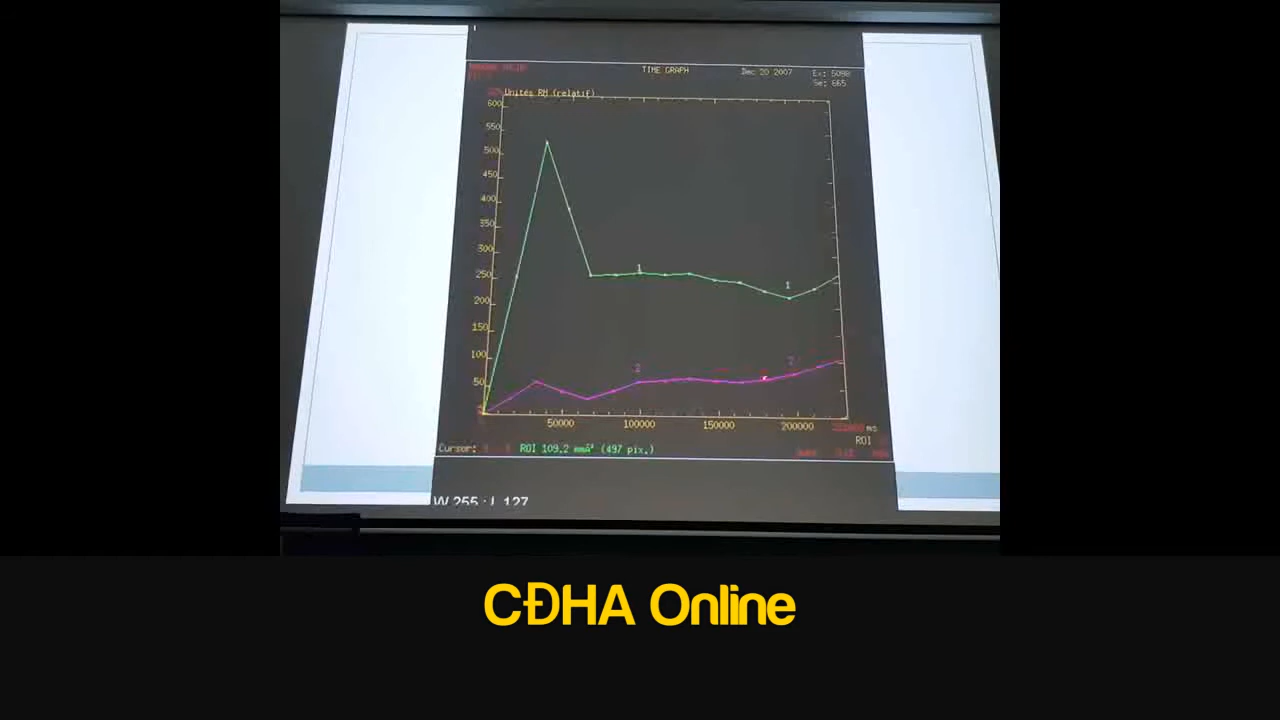 TIME GRAPH
Dec 20 2007
Ex: 5098
Se: 665
Unités RM (relatif)
600
550
500
450
400
350
300
250
200
150
100
50
1
1
2
2
50000
100000
150000
200000
ms
ROI
Cursor:
ROI 109.2 mmÂ² (497 pix.)
W 255 : L 127
CĐHA Online